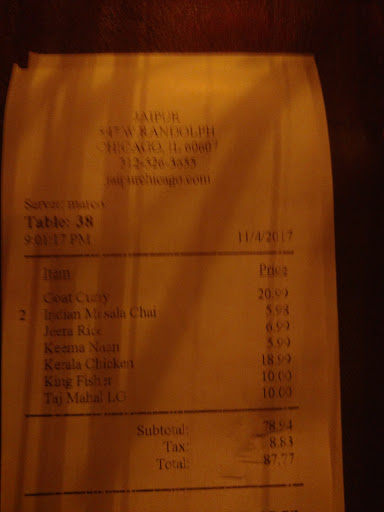 JAIPUR
847 W RANDOLPH
CHICAGO, IL 60607
312-526-3655
jaipurchicago.com
Server: marcos
Table: 38
9:01:17 PM 11/4/2017
Item Price
Goat Curry 20.99
2 Indian Masala Chai 5.98
Jeera Rice 6.99
Keema Naan 5.99
Kerala Chicken 18.99
King Fisher 10.00
Taj Mahal LG 10.00
Subtotal: 78.94
Tax: 8.83
Total: 87.77